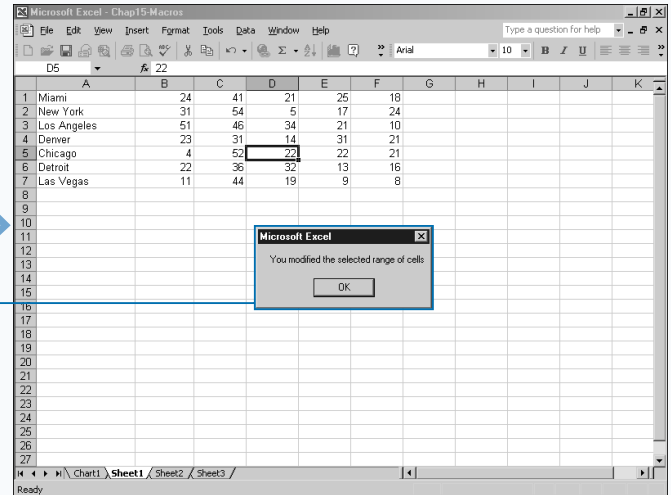 Microsoft Excel - Chap15-Macros
File Edit View Insert Format Tools Data Window Help Type a question for help
Arial 10 B I U
D5 fx 22
A B C D E F G H I J K
1 Miami 24 41 21 25 18
2 New York 31 54 5 17 24
3 Los Angeles 51 46 34 21 10
4 Denver 23 31 14 31 21
5 Chicago 4 52 22 22 21
6 Detroit 22 36 32 13 16
7 Las Vegas 11 44 19 9 8
8
9
10
11
Microsoft Excel
12
You modified the selected range of cells
13
14
OK
15
16
17
18
19
20
21
22
23
24
25
26
27
Chart1 Sheet1 Sheet2 Sheet3
Ready